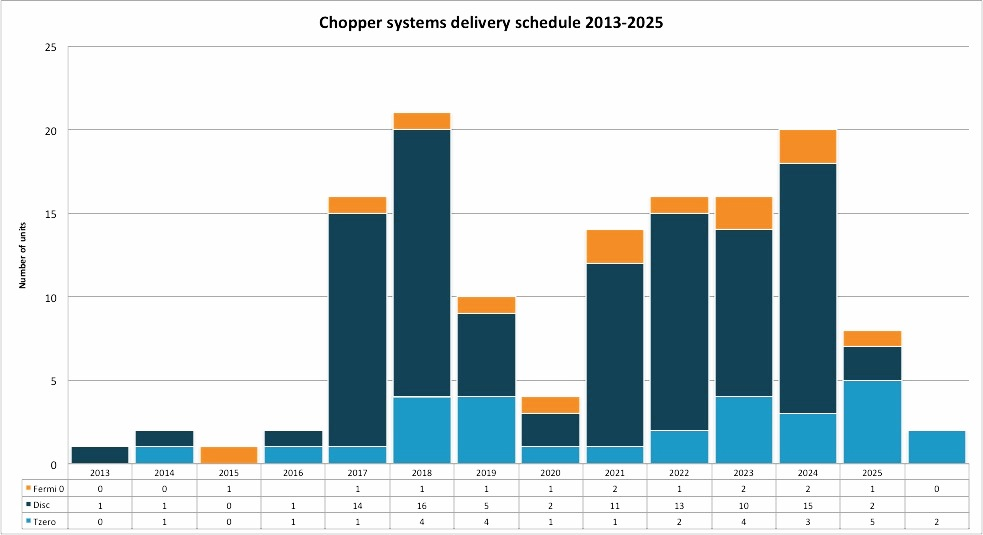 Chopper systems delivery schedule 2013-2025
25
20
15
10
5
0
Number of units
2013 2014 2015 2016 2017 2018 2019 2020 2021 2022 2023 2024 2025
Fermi 0 0 0 1 1 1 1 1 2 1 2 2 1 0
Disc 1 1 0 1 14 16 5 2 11 13 10 15 2
Tzero 0 1 0 1 1 4 4 1 1 2 4 3 5 2